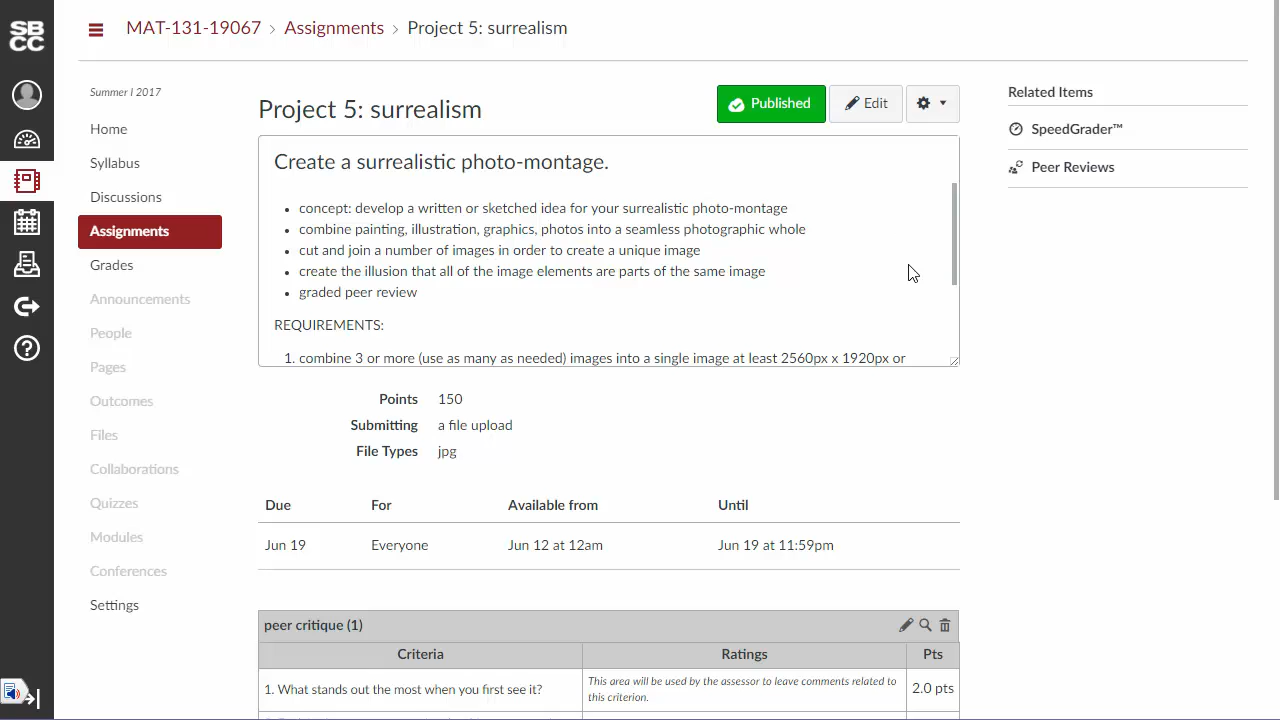 SB
CC
MAT-131-19067 › Assignments › Project 5: surrealism
Summer I 2017
Home
Syllabus
Discussions
Assignments
Grades
Announcements
People
Pages
Outcomes
Files
Collaborations
Quizzes
Modules
Conferences
Settings
Project 5: surrealism
Published
Edit
Create a surrealistic photo-montage.
• concept: develop a written or sketched idea for your surrealistic photo-montage
• combine painting, illustration, graphics, photos into a seamless photographic whole
• cut and join a number of images in order to create a unique image
• create the illusion that all of the image elements are parts of the same image
• graded peer review
REQUIREMENTS:
1. combine 3 or more (use as many as needed) images into a single image at least 2560px x 1920px or
Points 150
Submitting a file upload
File Types jpg
Due For Available from Until
Jun 19 Everyone Jun 12 at 12am Jun 19 at 11:59pm
peer critique (1)
Criteria Ratings Pts
1. What stands out the most when you first see it?
This area will be used by the assessor to leave comments related to
this criterion.
2.0 pts
Related Items
SpeedGrader™
Peer Reviews